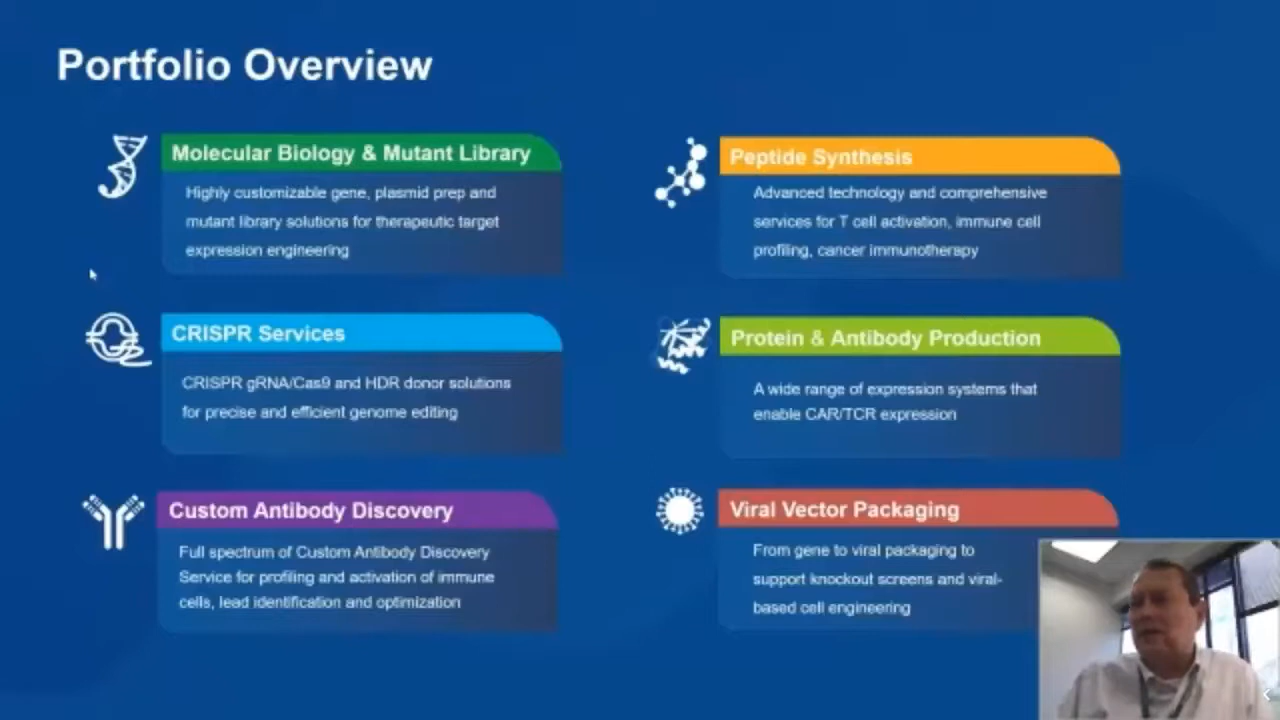 Portfolio Overview
Molecular Biology & Mutant Library
Highly customizable gene, plasmid prep and
mutant library solutions for therapeutic target
expression engineering
Peptide Synthesis
Advanced technology and comprehensive
services for T cell activation, immune cell
profiling, cancer immunotherapy
CRISPR Services
CRISPR gRNA/Cas9 and HDR donor solutions
for precise and efficient genome editing
Protein & Antibody Production
A wide range of expression systems that
enable CAR/TCR expression
Custom Antibody Discovery
Full spectrum of Custom Antibody Discovery
Service for profiling and activation of immune
cells, lead identification and optimization
Viral Vector Packaging
From gene to viral packaging to
support knockout screens and viral-
based cell engineering